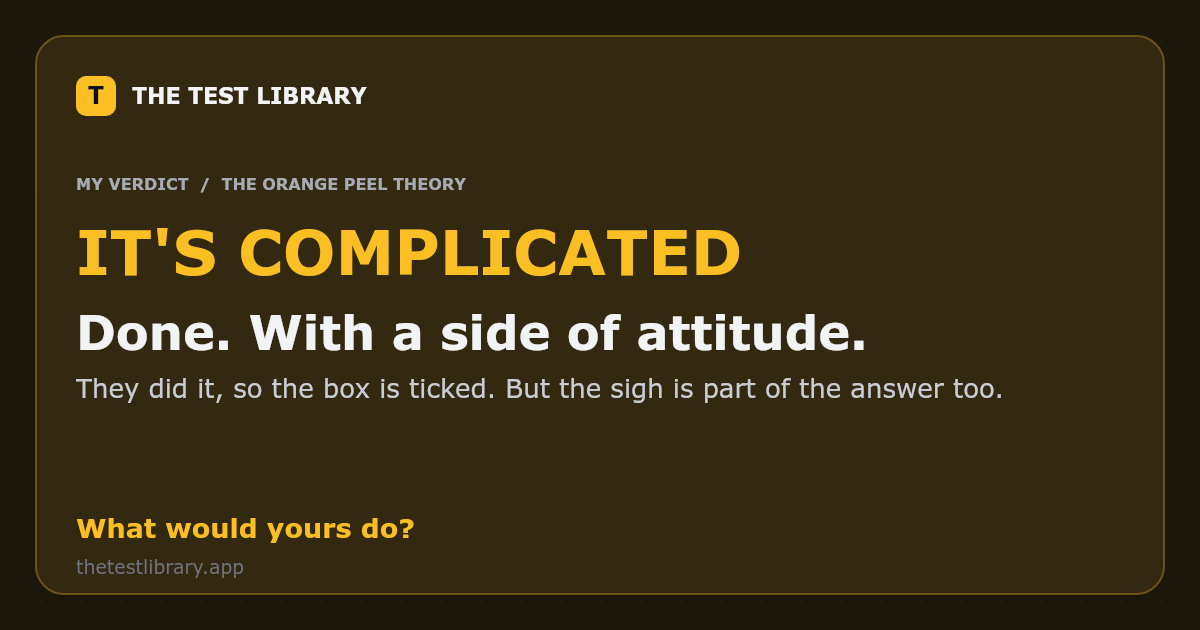 T THE TEST LIBRARY
MY VERDICT / THE ORANGE PEEL THEORY
IT'S COMPLICATED
Done. With a side of attitude.
They did it, so the box is ticked. But the sigh is part of the answer too.
What would yours do?
thetestlibrary.app